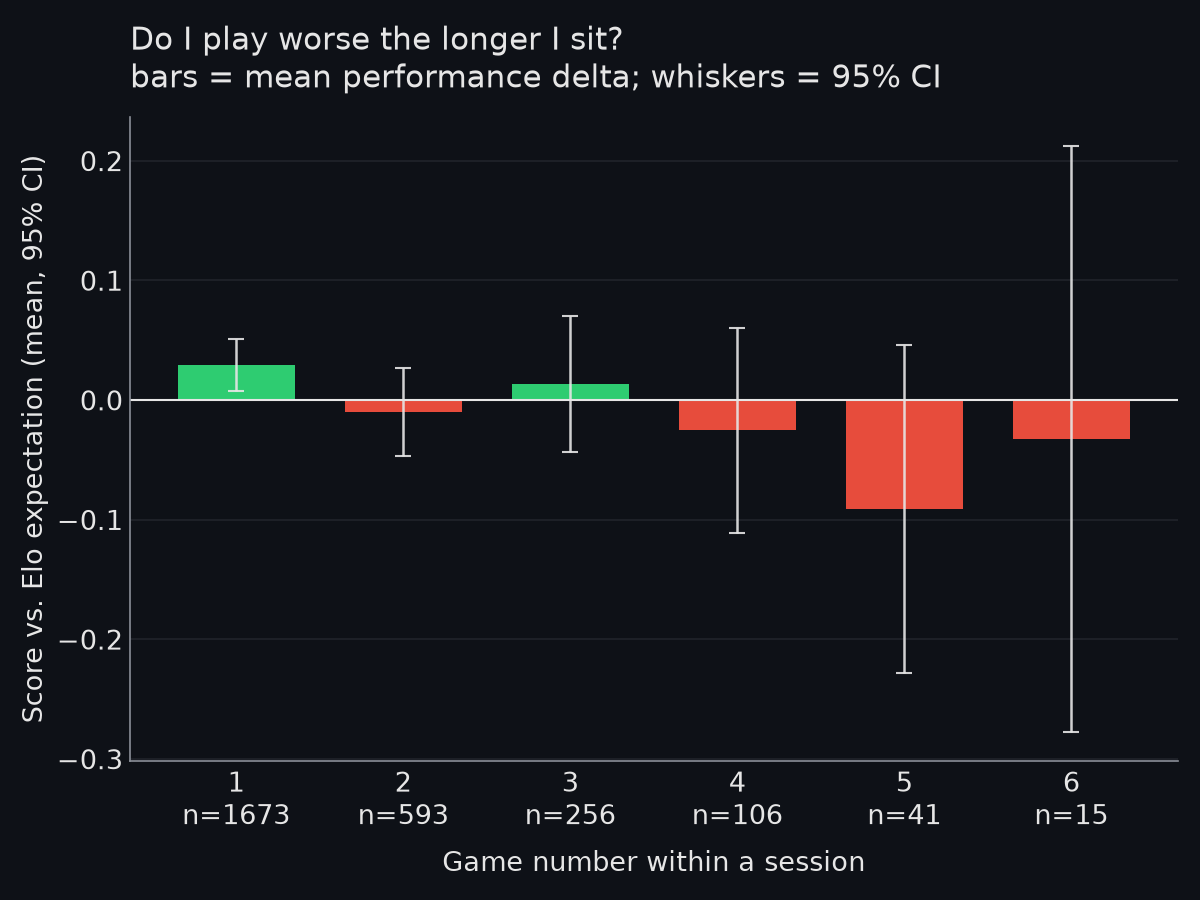 Do I play worse the longer I sit?
bars = mean performance delta; whiskers = 95% CI
Score vs. Elo expectation (mean, 95% CI)
0.2
0.1
0.0
−0.1
−0.2
−0.3
1 2 3 4 5 6
n=1673 n=593 n=256 n=106 n=41 n=15
Game number within a session